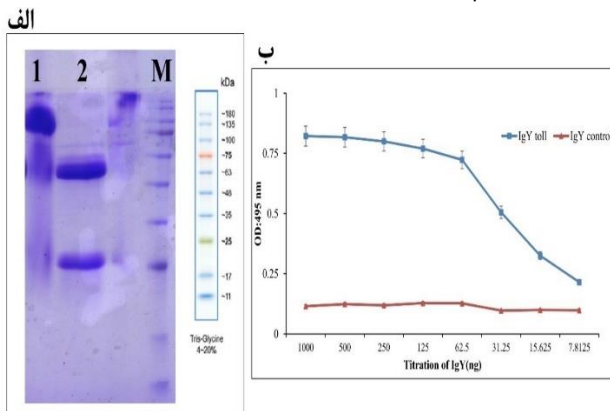 الف
1 2 M
kDa
~180
~135
~100
~75
~63
~48
~35
~25
~17
~11
Tris-Glycine
4~20%
ب
IgY toll IgY control
1
0.75
0.5
0.25
0
OD:495 nm
1000 500 250 125 62.5 31.25 15.625 7.8125
Titration of IgY(ng)